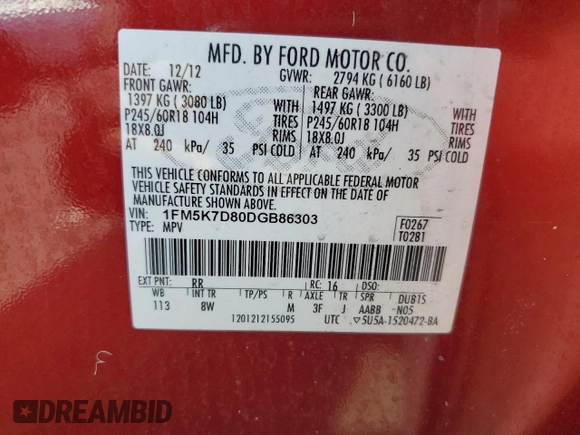 MFD. BY FORD MOTOR CO.
DATE: 12/12 GVWR: 2794 KG ( 6160 LB)
FRONT GAWR: REAR GAWR:
1397 KG ( 3080 LB) WITH 1497 KG ( 3300 LB) WITH
P245/60R18 104H TIRES P245/60R18 104H TIRES
18X8.0J RIMS 18X8.0J RIMS
AT 240 kPa/ 35 PSI COLD AT 240 kPa/ 35 PSI COLD
THIS VEHICLE CONFORMS TO ALL APPLICABLE FEDERAL MOTOR
VEHICLE SAFETY STANDARDS IN EFFECT ON THE DATE OF
MANUFACTURE SHOWN ABOVE.
VIN: 1FM5K7D80DGB86303 F0267
TYPE: MPV T0281
EXT PNT: RR RC: 16 DSO:
WB INT TR TP/PS R AXLE TR SPR DUBTS
113 8W M 3F J AABB N05
1201212155095 UTC ▽5U5A-1520472-BA
DREAMBID